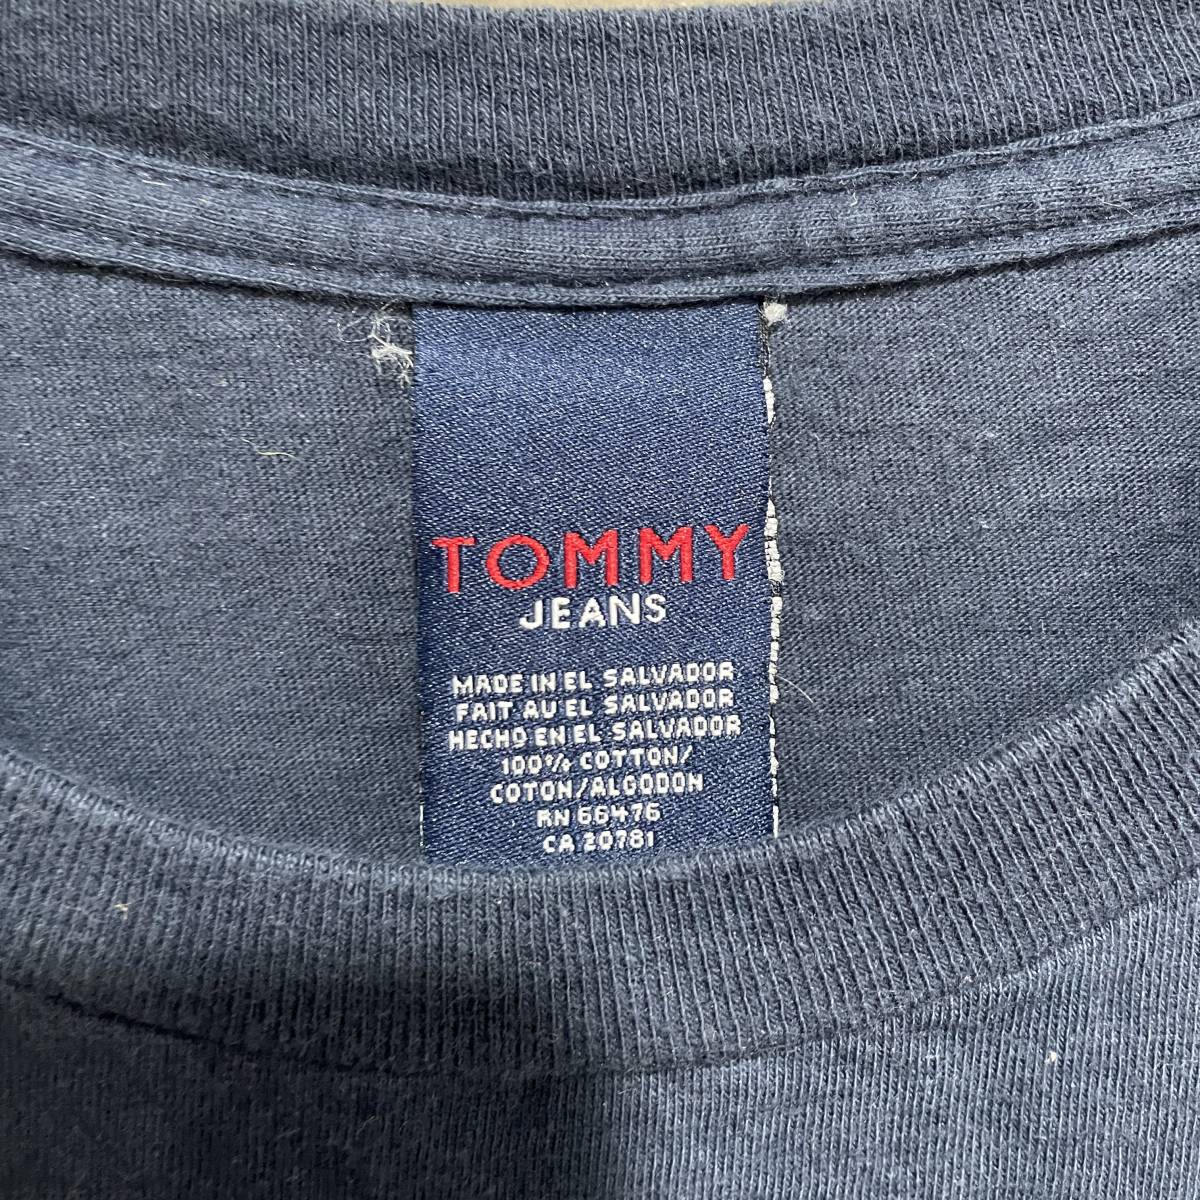 TOMMY
JEANS
MADE IN EL SALVADOR
FAIT AU EL SALVADOR
HECHO EN EL SALVADOR
100% COTTON/
COTON/ALGODON
RN 66476
CA 20781